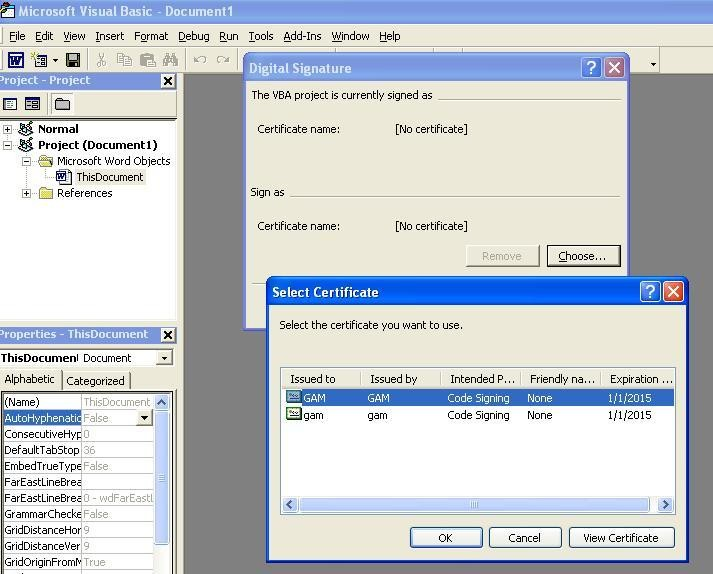 Microsoft Visual Basic - Document1
File Edit View Insert Format Debug Run Tools Add-Ins Window Help
Project - Project
Normal
Project (Document1)
Microsoft Word Objects
ThisDocument
References
Properties - ThisDocument
ThisDocument Document
Alphabetic Categorized
(Name) ThisDocument
AutoHyphenatic False
ConsecutiveHyp 0
DefaultTabStop 36
EmbedTrueType False
FarEastLineBrea
FarEastLineBrea 0 - wdFarEastL
GrammarChecke False
GridDistanceHor 9
GridDistanceVer 9
GridOriginFromM True
Digital Signature
The VBA project is currently signed as
Certificate name: [No certificate]
Sign as
Certificate name: [No certificate]
Remove Choose...
Select Certificate
Select the certificate you want to use.
Issued to Issued by Intended P... Friendly na... Expiration ...
GAM GAM Code Signing None 1/1/2015
gam gam Code Signing None 1/1/2015
OK Cancel View Certificate